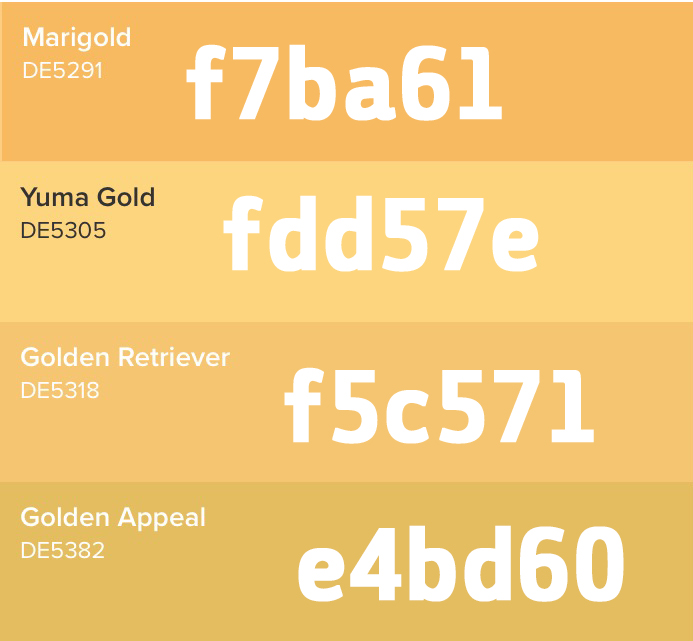 Marigold
DE5291
f7ba61
Yuma Gold
DE5305
fdd57e
Golden Retriever
DE5318
f5c571
Golden Appeal
DE5382
e4bd60